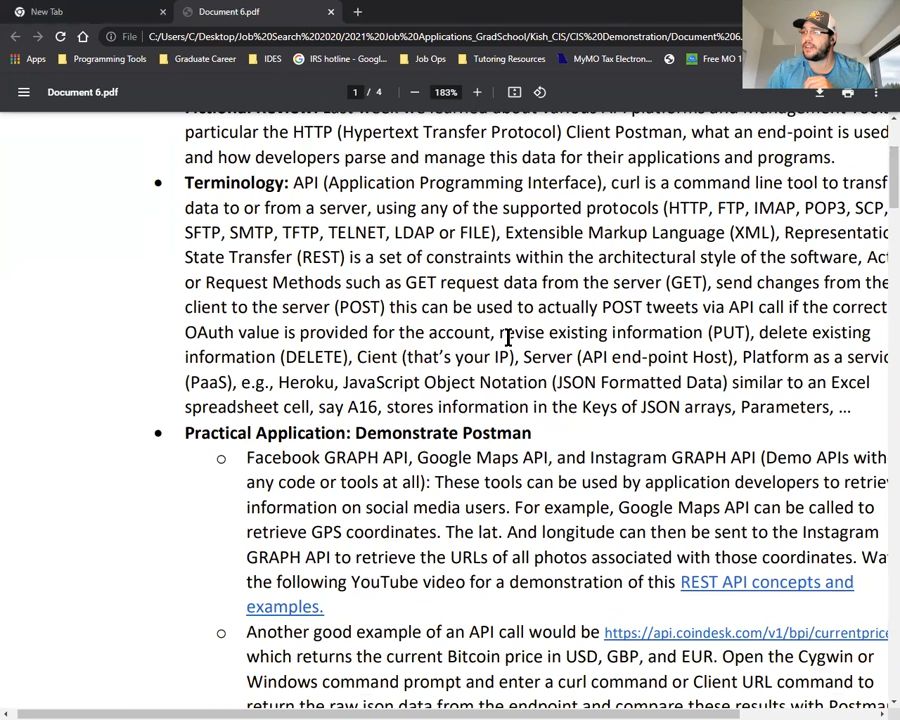 New Tab
Document 6.pdf
File C:/Users/C/Desktop/Job%20Search%202020/2021%20Job%20Applications_GradSchool/Kish_CIS/CIS%20Demonstration/Document%206.
Apps Programming Tools Graduate Career IDES IRS hotline - Googl... Job Ops Tutoring Resources MyMO Tax Electron... Free MO 1
Document 6.pdf 1 / 4 183%
particular the HTTP (Hypertext Transfer Protocol) Client Postman, what an end-point is used
and how developers parse and manage this data for their applications and programs.
• Terminology: API (Application Programming Interface), curl is a command line tool to transf
data to or from a server, using any of the supported protocols (HTTP, FTP, IMAP, POP3, SCP,
SFTP, SMTP, TFTP, TELNET, LDAP or FILE), Extensible Markup Language (XML), Representatio
State Transfer (REST) is a set of constraints within the architectural style of the software, Act
or Request Methods such as GET request data from the server (GET), send changes from the
client to the server (POST) this can be used to actually POST tweets via API call if the correct
OAuth value is provided for the account, revise existing information (PUT), delete existing
information (DELETE), Cient (that's your IP), Server (API end-point Host), Platform as a servic
(PaaS), e.g., Heroku, JavaScript Object Notation (JSON Formatted Data) similar to an Excel
spreadsheet cell, say A16, stores information in the Keys of JSON arrays, Parameters, ...
• Practical Application: Demonstrate Postman
o Facebook GRAPH API, Google Maps API, and Instagram GRAPH API (Demo APIs with
any code or tools at all): These tools can be used by application developers to retrie
information on social media users. For example, Google Maps API can be called to
retrieve GPS coordinates. The lat. And longitude can then be sent to the Instagram
GRAPH API to retrieve the URLs of all photos associated with those coordinates. Wa
the following YouTube video for a demonstration of this REST API concepts and
examples.
o Another good example of an API call would be https://api.coindesk.com/v1/bpi/currentprice
which returns the current Bitcoin price in USD, GBP, and EUR. Open the Cygwin or
Windows command prompt and enter a curl command or Client URL command to
return the raw json data from the endpoint and compare these results with Postma